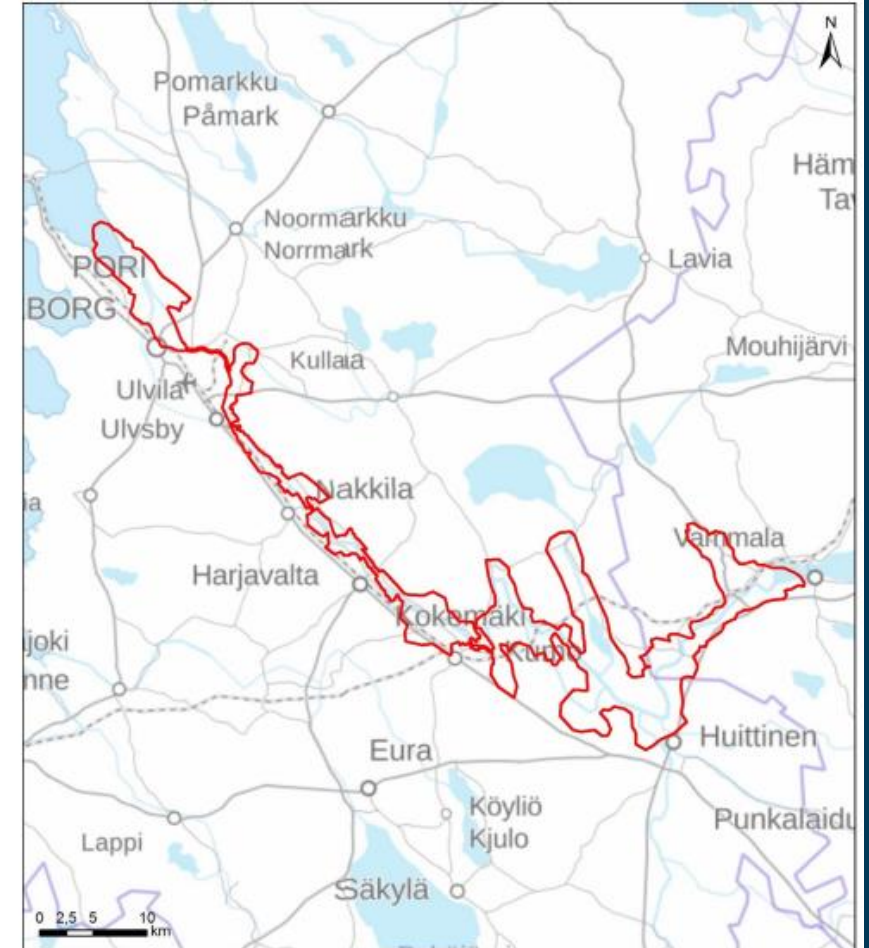 N
Pomarkku
Påmark
Häm
Tav
Noormarkku
Norrmark
Lavia
PORI
BORG
Mouhijärvi
Kullaa
Ulvila
Ulvsby
Nakkila
Vammala
Harjavalta
Kokemäki
Kumo
joki
nne
Huittinen
Eura
Köyliö
Kjulo
Punkalaidu
Lappi
Säkylä
0 2,5 5 10
km